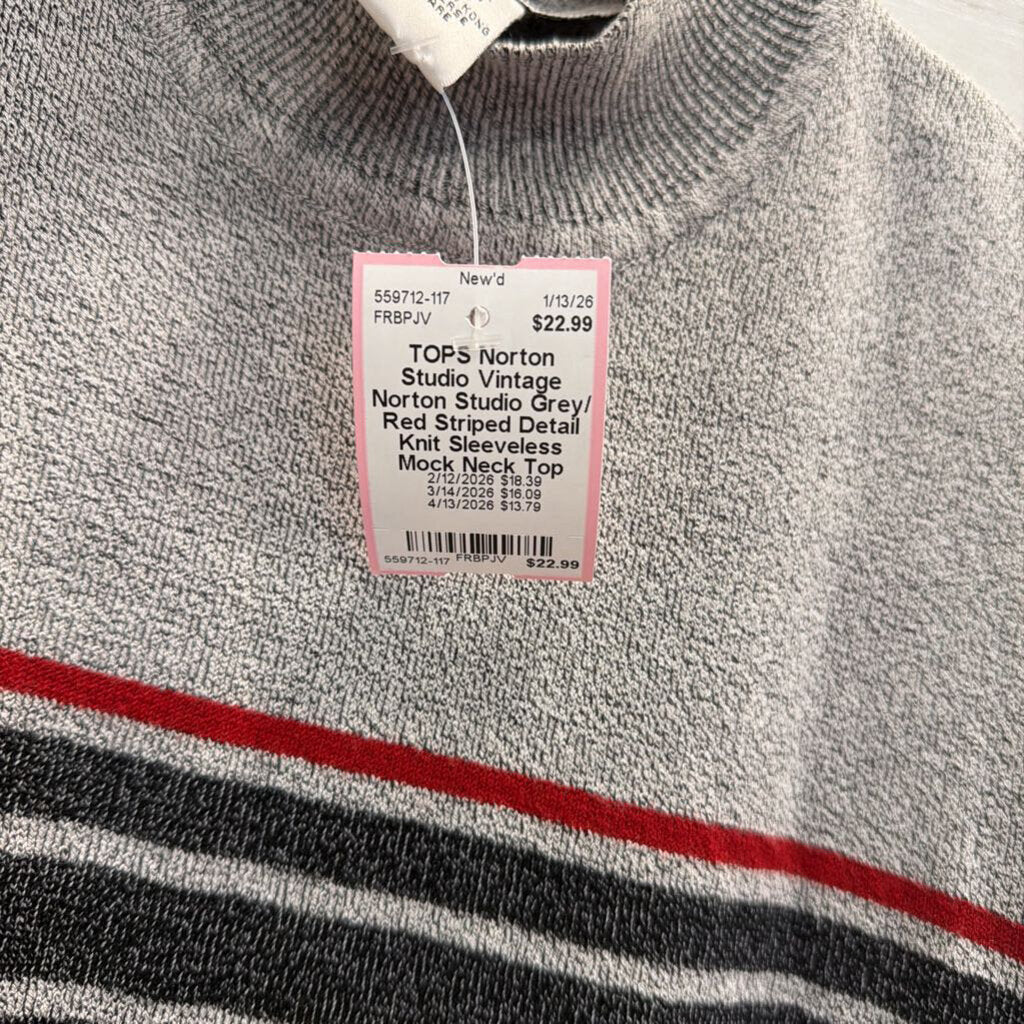 KONG
New'd
559712-117 1/13/26
FRBPJV $22.99
TOPS Norton
Studio Vintage
Norton Studio Grey/
Red Striped Detail
Knit Sleeveless
Mock Neck Top
2/12/2026 $18.39
3/14/2026 $16.09
4/13/2026 $13.79
559712-117 FRBPJV $22.99